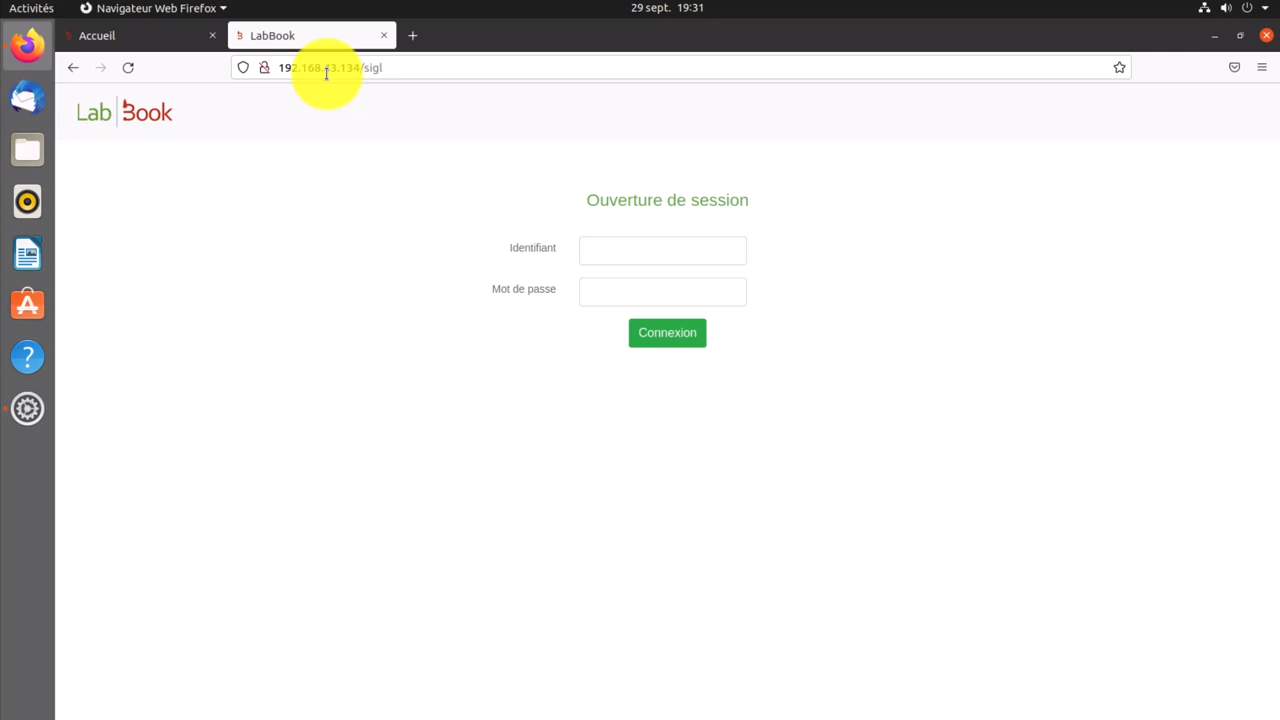 Activités Navigateur Web Firefox 29 sept. 19:31
Accueil LabBook
192.168.43.134/sigl
Lab Book
Ouverture de session
Identifiant
Mot de passe
Connexion